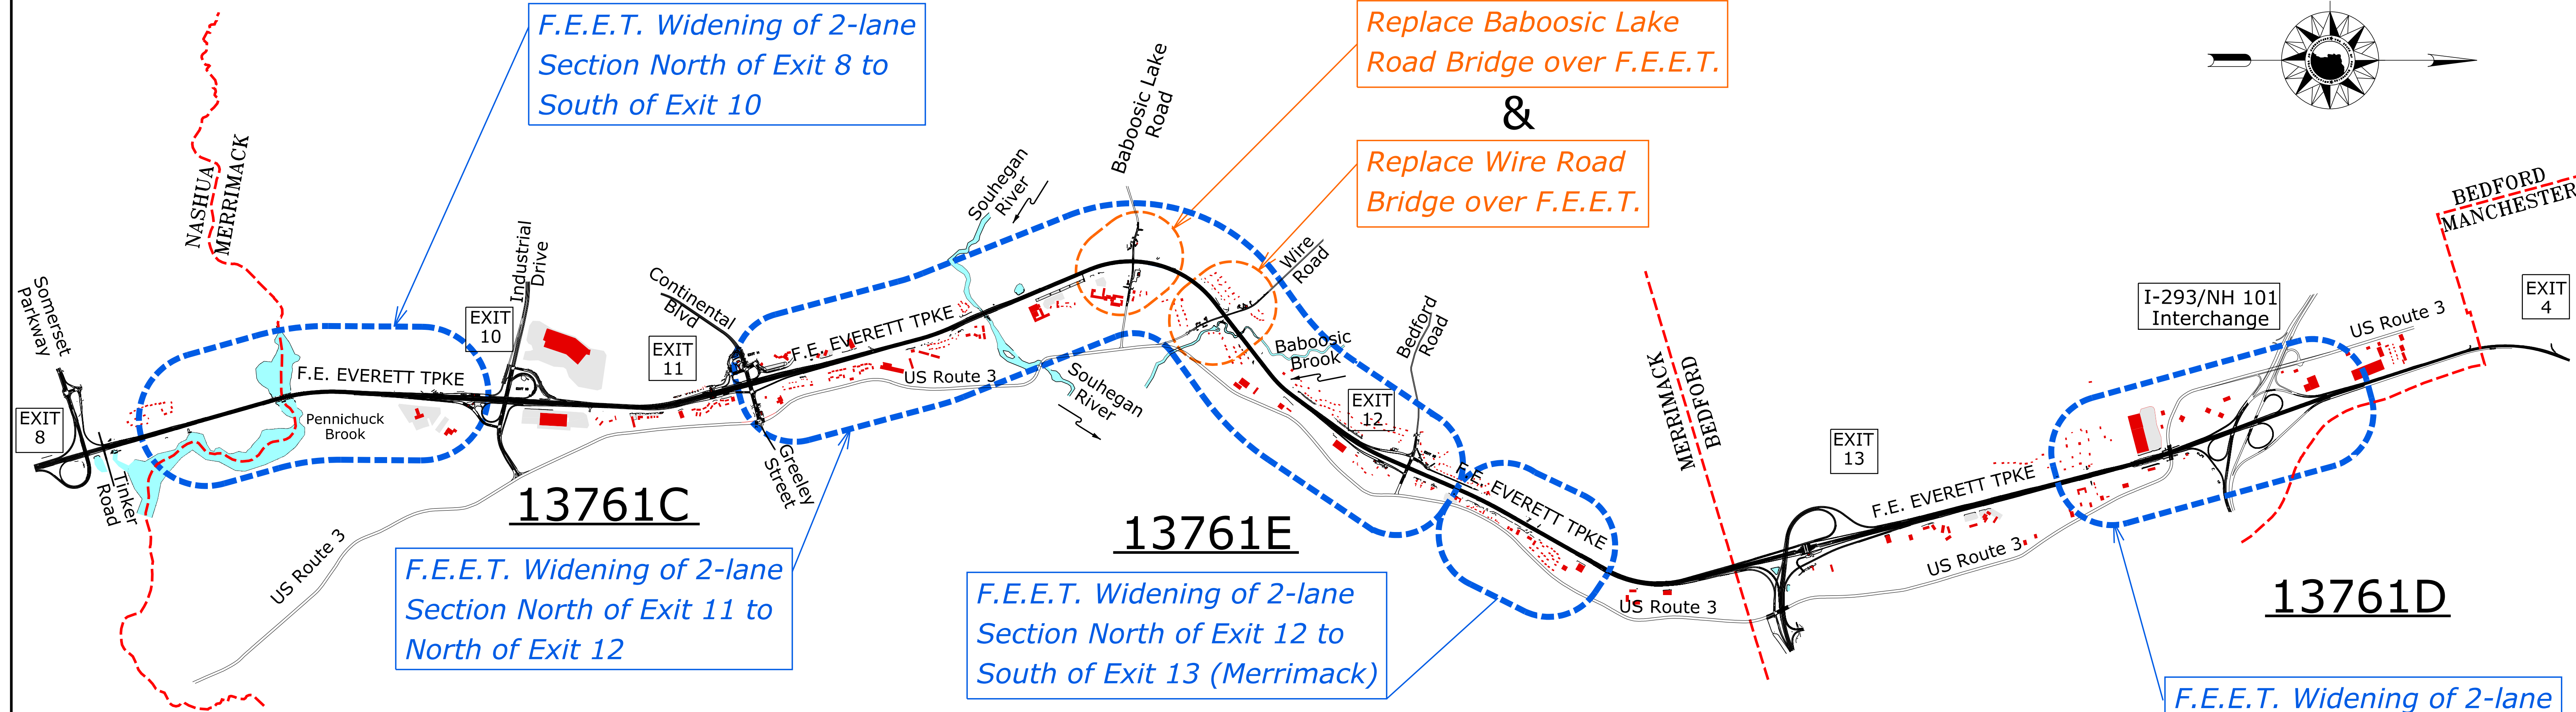 F.E.E.T. Widening of 2-lane
Section North of Exit 8 to
South of Exit 10
Replace Baboosic Lake
Road Bridge over F.E.E.T.
&
Replace Wire Road
Bridge over F.E.E.T.
NASHUA
MERRIMACK
Somerset
Parkway
EXIT
8
Tinker
Road
F.E. EVERETT TPKE
Pennichuck
Brook
EXIT
10
Industrial
Drive
US Route 3
13761C
EXIT
11
Continental
Blvd
F.E. EVERETT TPKE
Greeley
Street
US Route 3
Souhegan
River
Souhegan
River
Baboosic Lake
Road
Wire
Road
Baboosic
Brook
Bedford
Road
EXIT
12
F.E. EVERETT TPKE
13761E
F.E.E.T. Widening of 2-lane
Section North of Exit 11 to
North of Exit 12
F.E.E.T. Widening of 2-lane
Section North of Exit 12 to
South of Exit 13 (Merrimack)
US Route 3
MERRIMACK
BEDFORD
EXIT
13
F.E. EVERETT TPKE
US Route 3
I-293/NH 101
Interchange
US Route 3
BEDFORD
MANCHESTER
EXIT
4
13761D
F.E.E.T. Widening of 2-lane